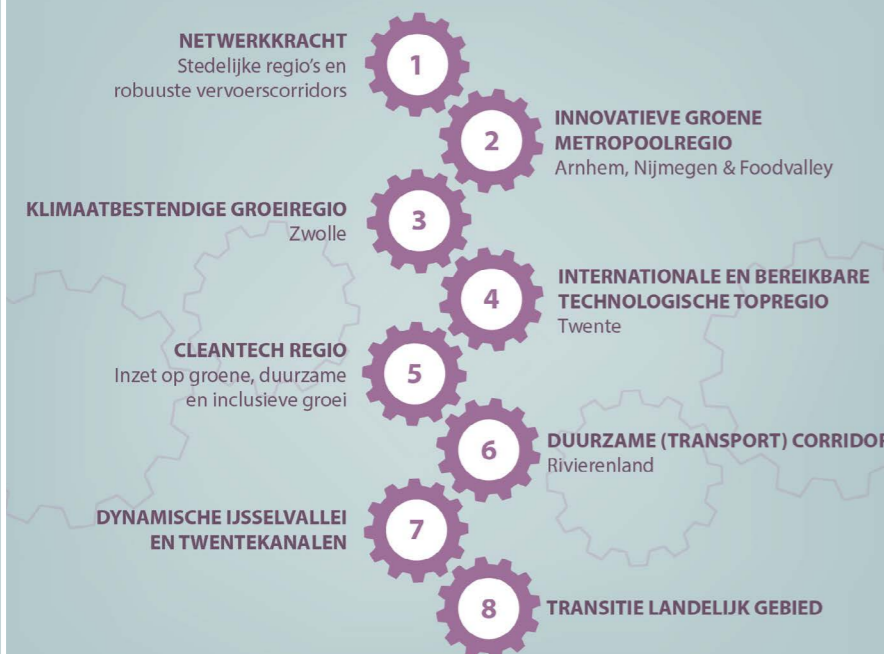 NETWERKKRACHT
Stedelijke regio's en
robuuste vervoerscorridors
1
2
INNOVATIEVE GROENE
METROPOOLREGIO
Arnhem, Nijmegen & Foodvalley
KLIMAATBESTENDIGE GROEIREGIO
Zwolle
3
4
INTERNATIONALE EN BEREIKBARE
TECHNOLOGISCHE TOPREGIO
Twente
CLEANTECH REGIO
Inzet op groene, duurzame
en inclusieve groei
5
6
DUURZAME (TRANSPORT) CORRIDOR
Rivierenland
DYNAMISCHE IJSSELVALLEI
EN TWENTEKANALEN
7
8
TRANSITIE LANDELIJK GEBIED